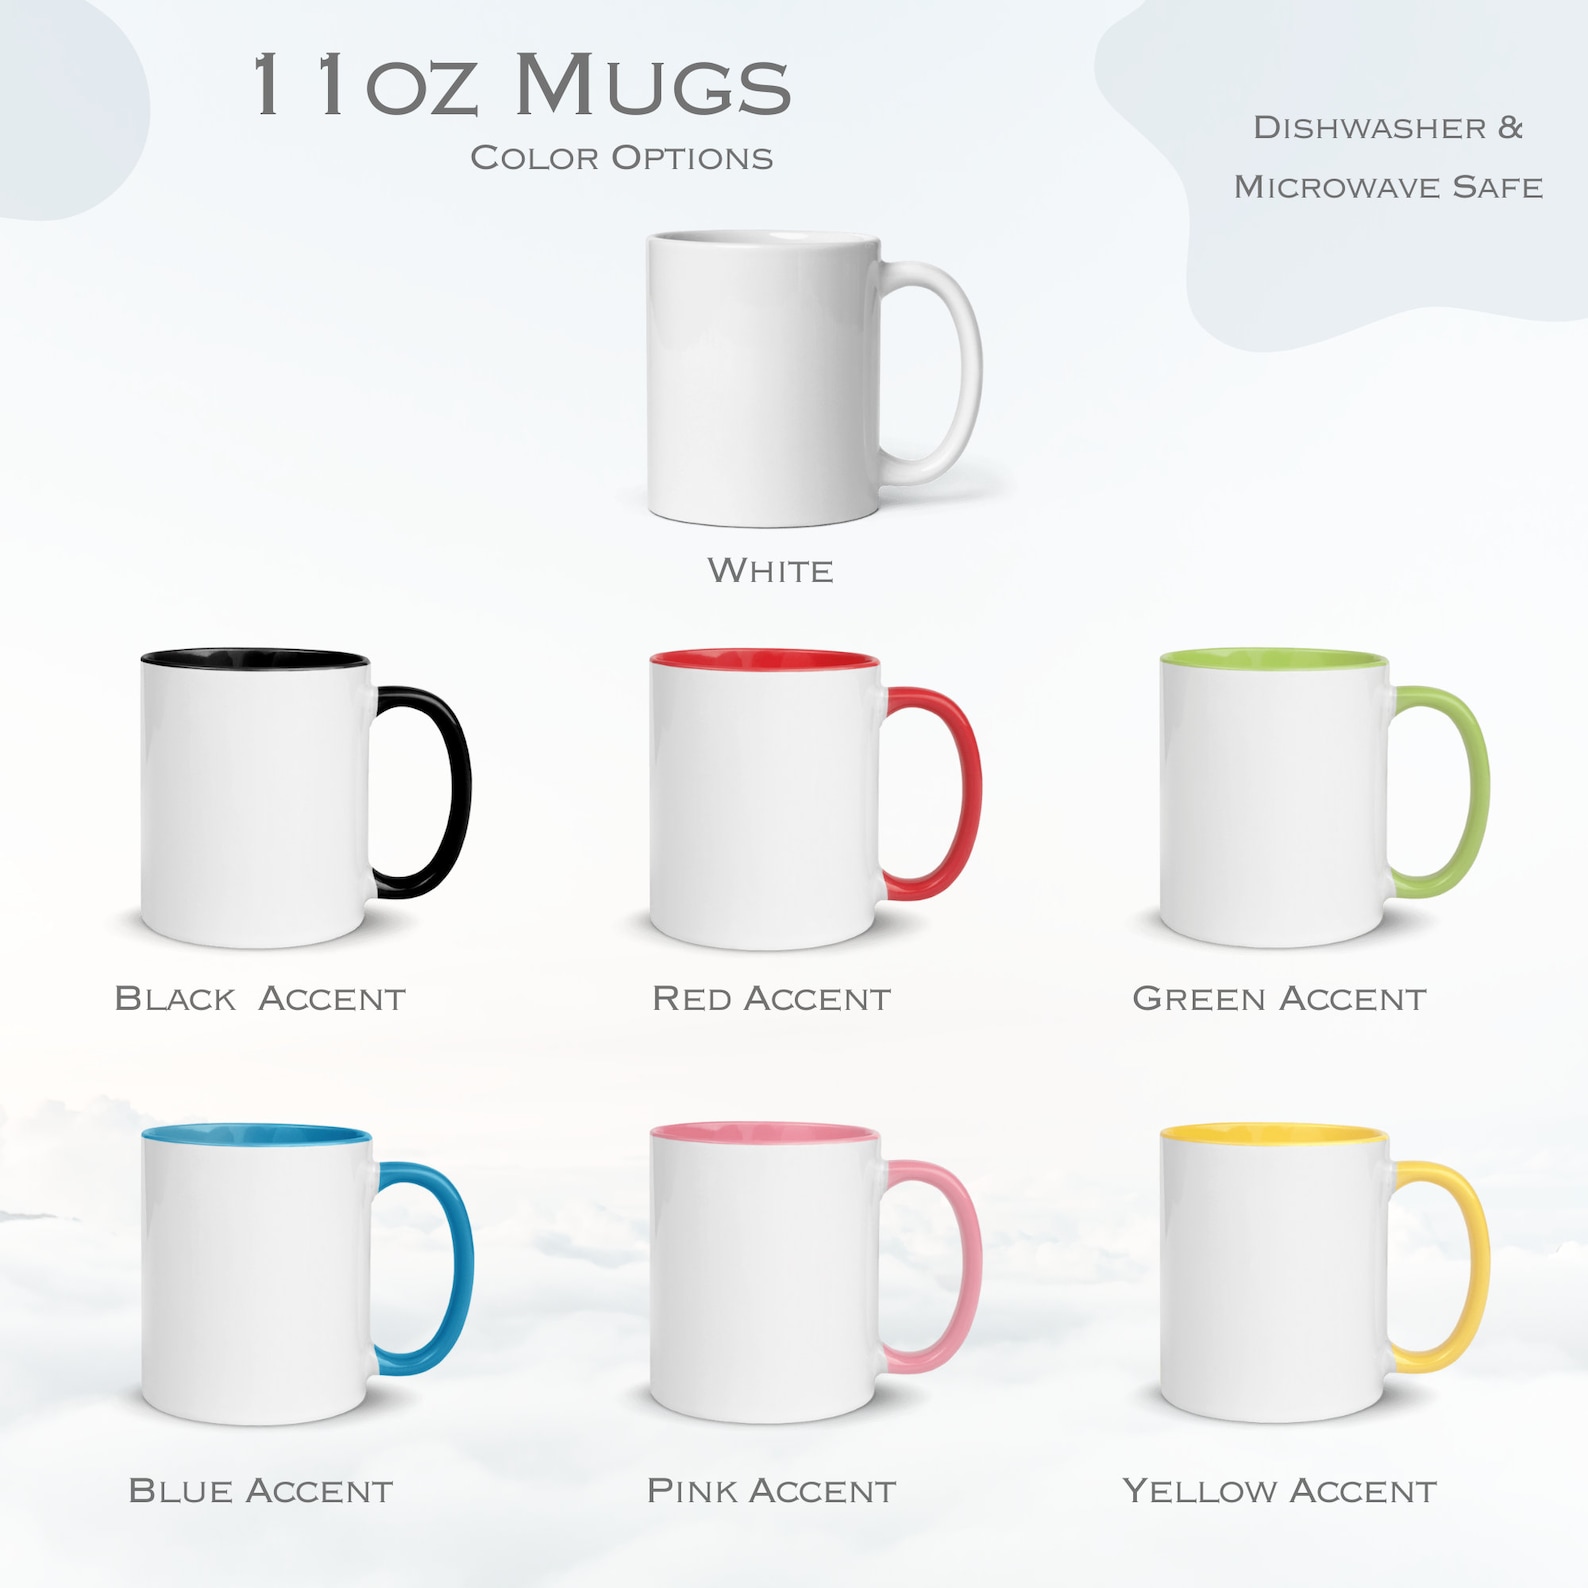 11oz Mugs
Color Options
Dishwasher &
Microwave Safe
White
Black Accent
Red Accent
Green Accent
Blue Accent
Pink Accent
Yellow Accent